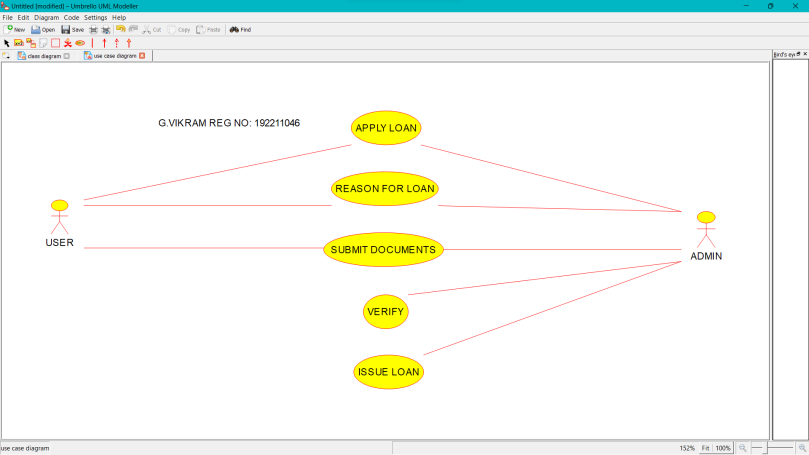 Untitled [modified] – Umbrello UML Modeller
File Edit Diagram Code Settings Help
New Open Save Cut Copy Paste Find
class diagram use case diagram
Bird's eye
G.VIKRAM REG NO: 192211046
APPLY LOAN
REASON FOR LOAN
USER
SUBMIT DOCUMENTS
ADMIN
VERIFY
ISSUE LOAN
use case diagram 152% Fit 100%